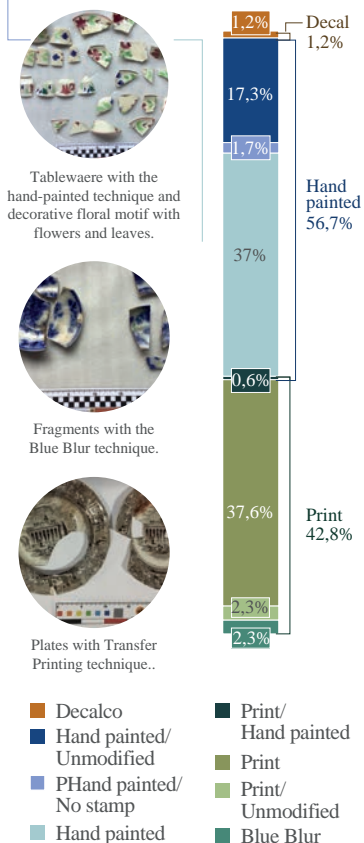 Tablewaere with the
hand-painted technique and
decorative floral motif with
flowers and leaves.
Fragments with the
Blue Blur technique.
Plates with Transfer
Printing technique..
1,2%
17,3%
1,7%
37%
0,6%
37,6%
2,3%
2,3%
Decal
1,2%
Hand
painted
56,7%
Print
42,8%
Decalco
Hand painted/
Unmodified
PHand painted/
No stamp
Hand painted
Print/
Hand painted
Print
Print/
Unmodified
Blue Blur